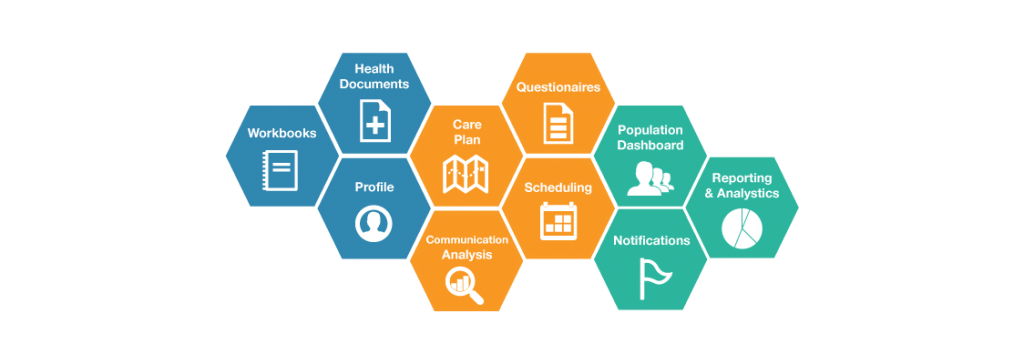 Workbooks
Health
Documents
Profile
Care
Plan
Communication
Analysis
Questionaires
Scheduling
Population
Dashboard
Notifications
Reporting
& Analystics